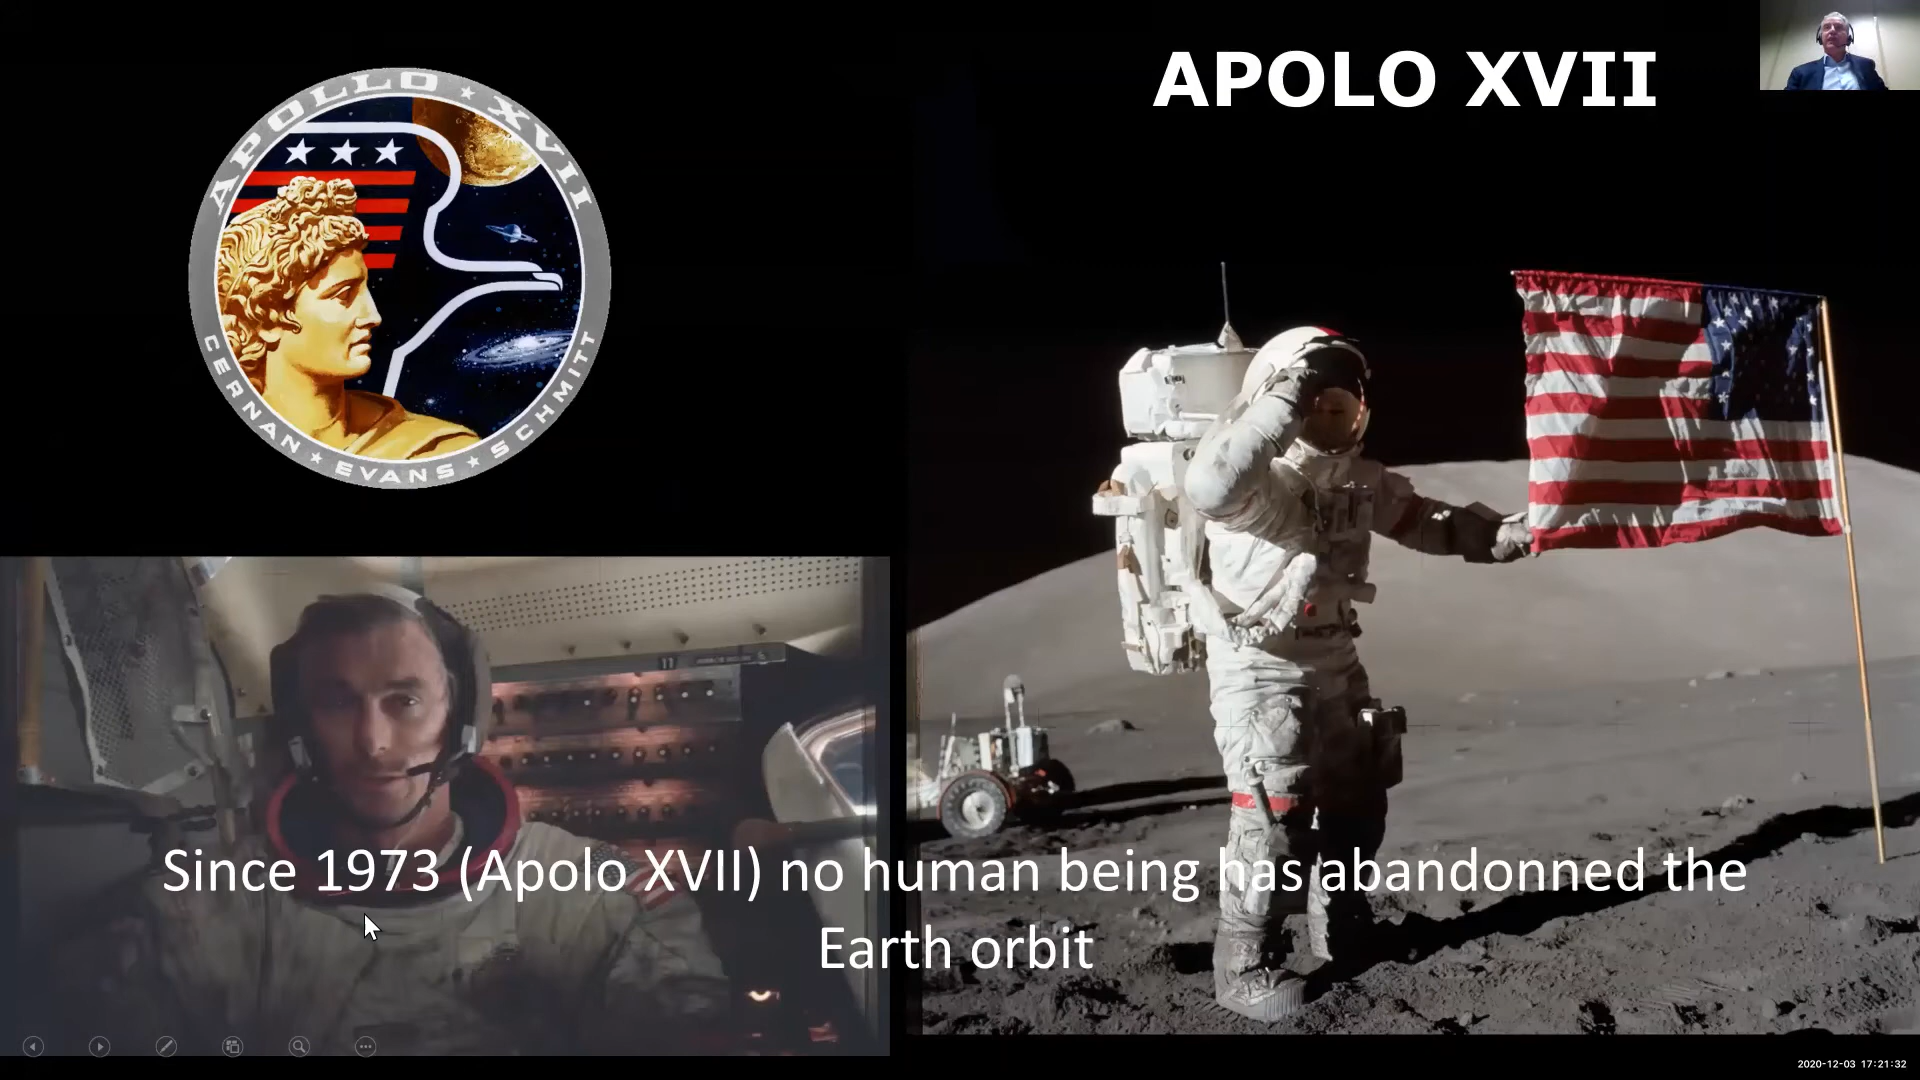 APOLO XVII
APOLLO ★ XVII
CERNAN ★ EVANS ★ SCHMITT
Since 1973 (Apolo XVII) no human being has abandonned the
Earth orbit
2020-12-03 17:21:32